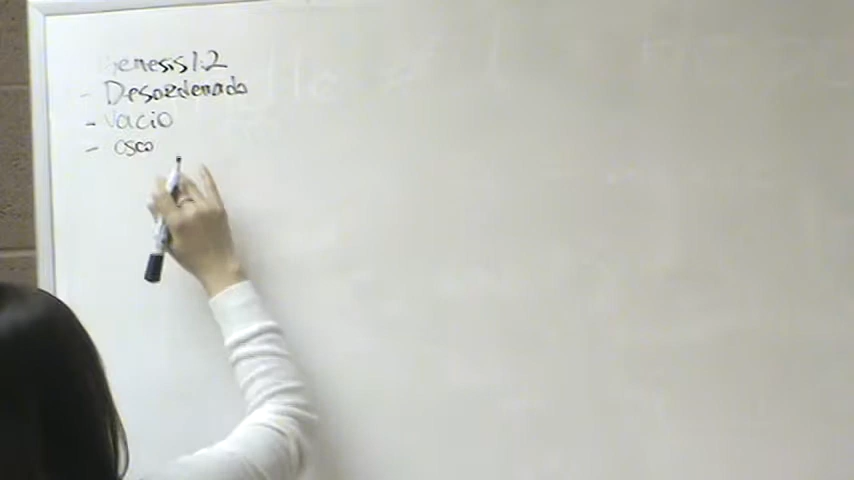 Genesis 1:2
- Desordenado
- Vacio
- osco